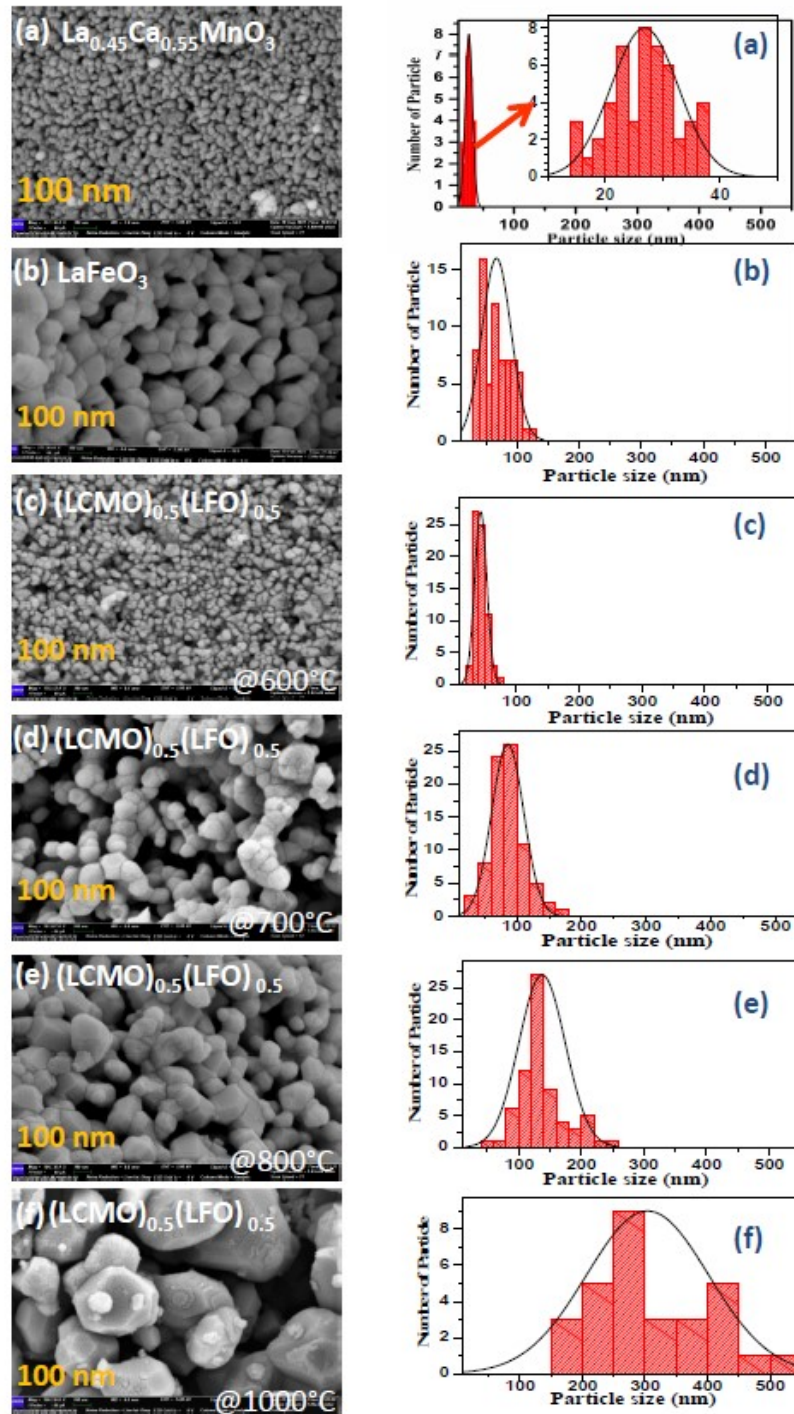 (a) La0.45Ca0.55MnO3
100 nm
(a)
8
7
6
5
4
3
2
1
0
Number of Particle
8
6
4
2
0
20 40
100 200 300 400 500
Particle size (nm)
(b) LaFeO3
100 nm
(b)
15
10
5
0
Number of Particle
100 200 300 400 500
Particle size (nm)
(c) (LCMO)0.5(LFO)0.5
100 nm
@600°C
(c)
25
20
15
10
5
0
Number of Particle
100 200 300 400 500
Particle size (nm)
(d) (LCMO)0.5(LFO)0.5
100 nm
@700°C
(d)
25
20
15
10
5
0
Number of Particle
100 200 300 400 500
Particle size (nm)
(e) (LCMO)0.5(LFO)0.5
100 nm
@800°C
(e)
25
20
15
10
5
0
Number of Particle
100 200 300 400 500
Particle size (nm)
(f) (LCMO)0.5(LFO)0.5
100 nm
@1000°C
(f)
8
6
4
2
0
Number of Particle
100 200 300 400 500
Particle size (nm)